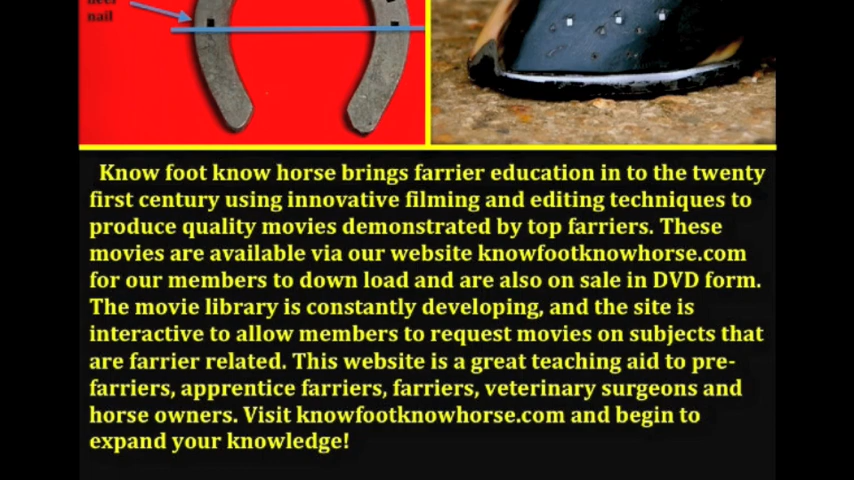 nail
Know foot know horse brings farrier education in to the twenty
first century using innovative filming and editing techniques to
produce quality movies demonstrated by top farriers. These
movies are available via our website knowfootknowhorse.com
for our members to down load and are also on sale in DVD form.
The movie library is constantly developing, and the site is
interactive to allow members to request movies on subjects that
are farrier related. This website is a great teaching aid to pre-
farriers, apprentice farriers, farriers, veterinary surgeons and
horse owners. Visit knowfootknowhorse.com and begin to
expand your knowledge!